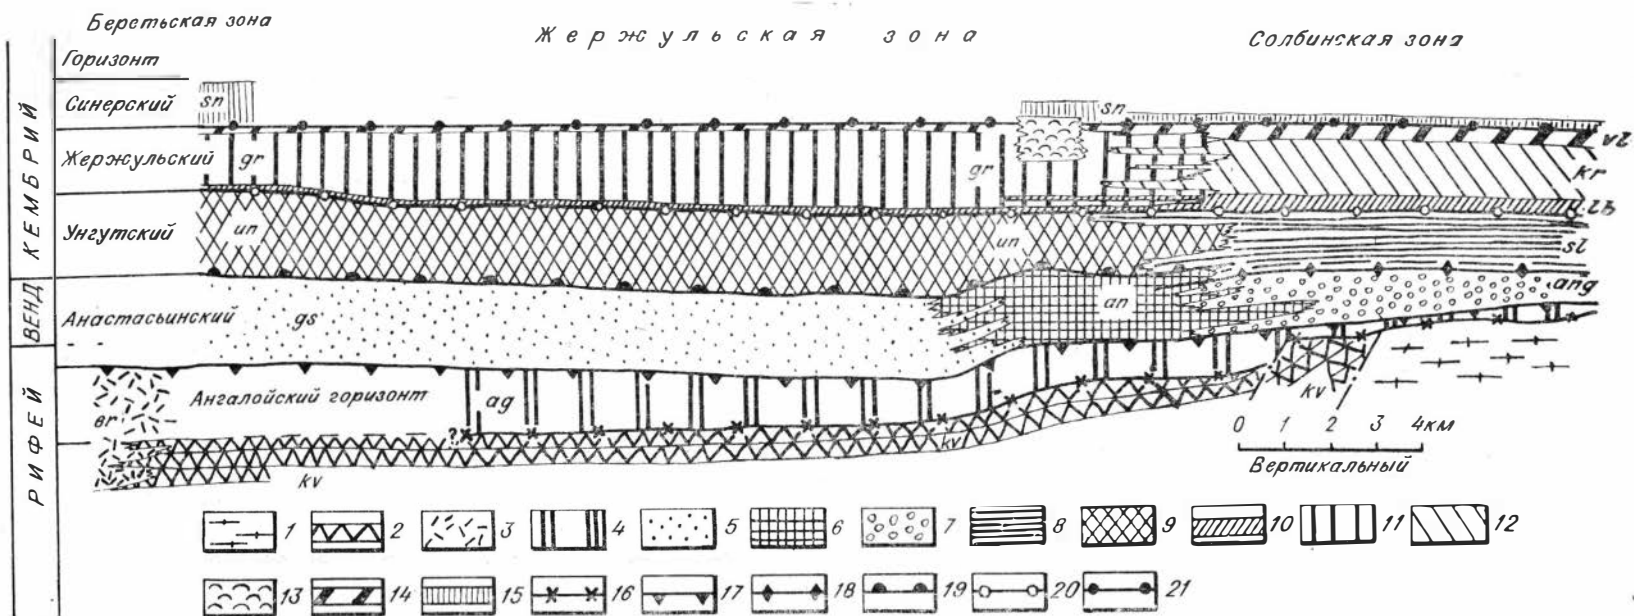 Беретьская зона
Жержульская зона
Солбинская зона
КЕМБРИЙ
ВЕНД
РИФЕЙ
Горизонт
Синерский
sn
sn
Жержульский
gr
gr
kr
Унгутский
un
un
sl
Анастасьинский
gs
an
ang
Ангалойский горизонт
ag
er
?
kv
kv
kv
0 1 2 3 4км
Вертикальный
1 2 3 4 5 6 7 8 9 10 11 12
13 14 15 16 17 18 19 20 21